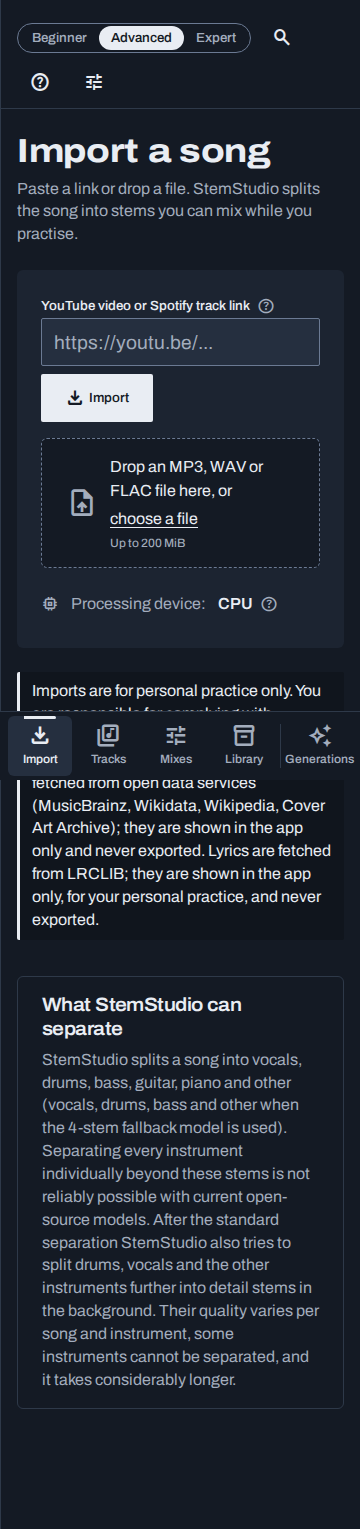 Beginner Advanced Expert
Import a song
Paste a link or drop a file. StemStudio splits
the song into stems you can mix while you
practise.
YouTube video or Spotify track link
https://youtu.be/...
Import
Drop an MP3, WAV or
FLAC file here, or
choose a file
Up to 200 MiB
Processing device: CPU
Imports are for personal practice only. You
Import Tracks Mixes Library Generations
fetched from open data services
(MusicBrainz, Wikidata, Wikipedia, Cover
Art Archive); they are shown in the app
only and never exported. Lyrics are fetched
from LRCLIB; they are shown in the app
only, for your personal practice, and never
exported.
What StemStudio can
separate
StemStudio splits a song into vocals,
drums, bass, guitar, piano and other
(vocals, drums, bass and other when
the 4-stem fallback model is used).
Separating every instrument
individually beyond these stems is not
reliably possible with current open-
source models. After the standard
separation StemStudio also tries to
split drums, vocals and the other
instruments further into detail stems in
the background. Their quality varies per
song and instrument, some
instruments cannot be separated, and
it takes considerably longer.